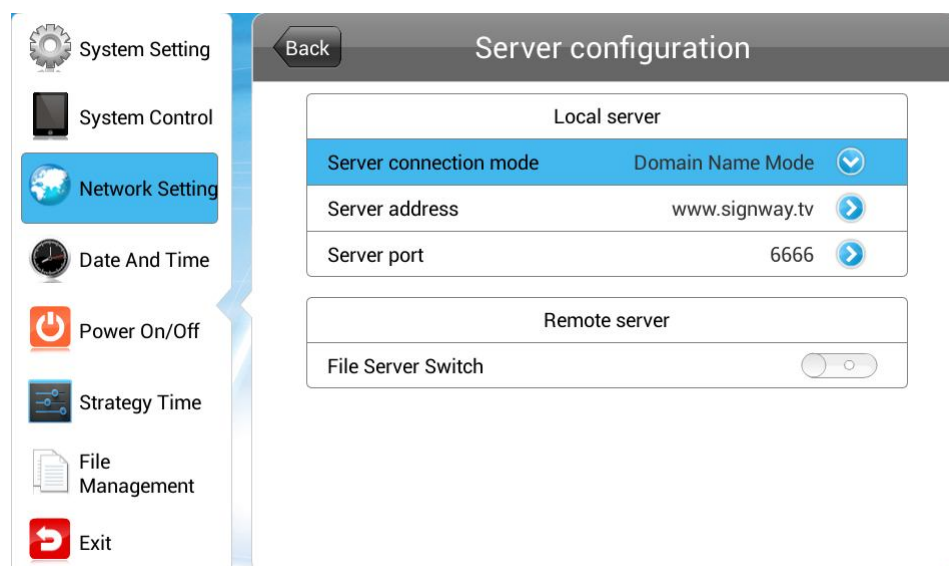 System Setting
System Control
Network Setting
Date And Time
Power On/Off
Strategy Time
File
Management
Exit
Back
Server configuration
Local server
Server connection mode Domain Name Mode
Server address www.signway.tv
Server port 6666
Remote server
File Server Switch